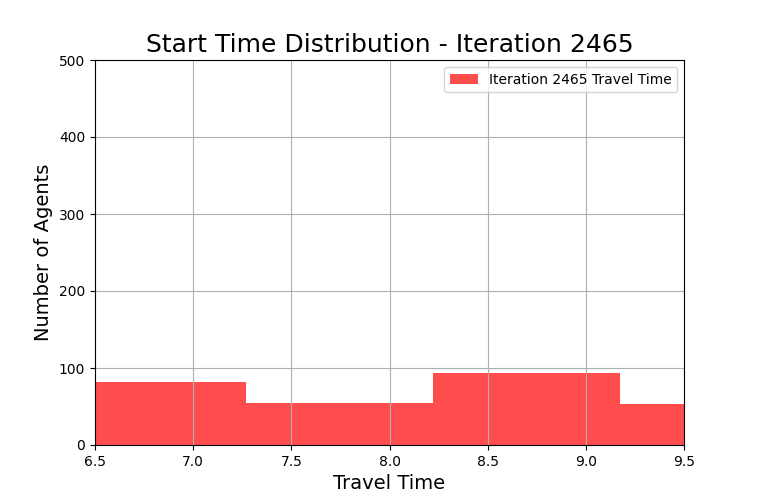 Start Time Distribution - Iteration 2465
Iteration 2465 Travel Time
Number of Agents
500
400
300
200
100
0
6.5 7.0 7.5 8.0 8.5 9.0 9.5
Travel Time